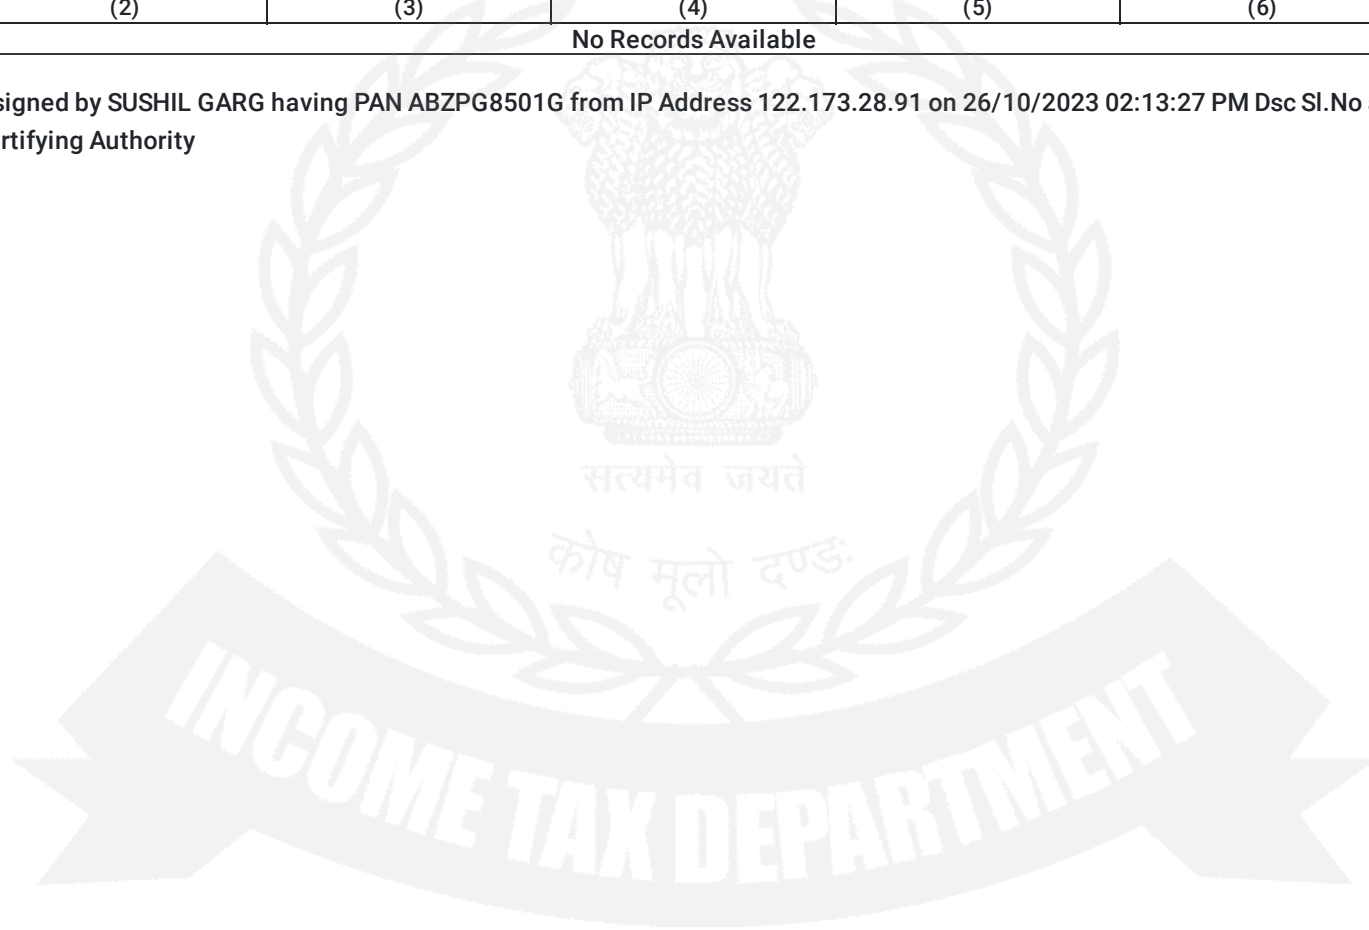 (2) (3) (4) (5) (6)
No Records Available
signed by SUSHIL GARG having PAN ABZPG8501G from IP Address 122.173.28.91 on 26/10/2023 02:13:27 PM Dsc Sl.No
rtifying Authority
सत्यमेव जयते
कोष मूलो दण्डः
INCOME TAX DEPARTMENT